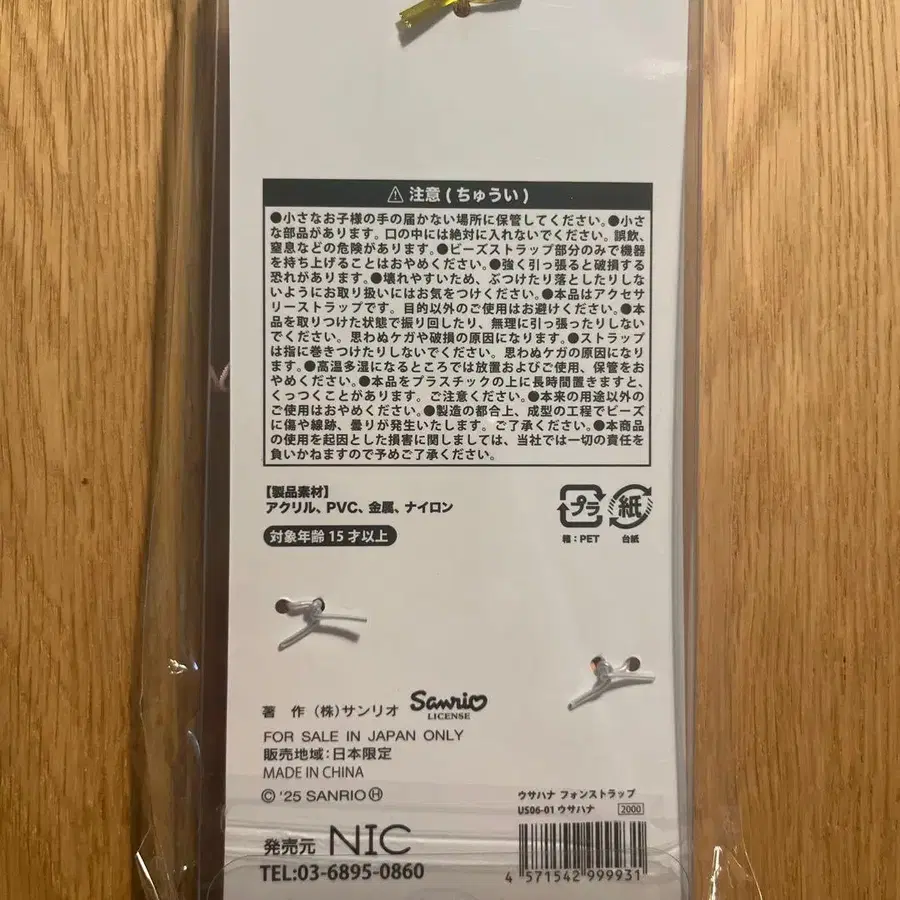 ⚠ 注意 ( ちゅうい )
●小さなお子様の手の届かない場所に保管してください。●小さ
な部品があります。口の中には絶対に入れないでください。誤飲、
窒息などの危険があります。●ビーズストラップ部分のみで機器
を持ち上げることはおやめください。●強く引っ張ると破損する
恐れがあります。●壊れやすいため、ぶつけたり落としたりしな
いようにお取り扱いにはお気をつけください。●本品はアクセサ
リーストラップです。目的以外のご使用はお避けください。●本
品を取りつけた状態で振り回したり、無理に引っ張ったりしない
でください。思わぬケガや破損の原因になります。●ストラップ
は指に巻きつけたりしないでください。思わぬケガの原因になり
ます。●高温多湿になるところでは放置およびご使用、保管をお
やめください。●本品をプラスチックの上に長時間置きますと、
くっつくことがあります。ご注意ください。●本来の用途以外の
ご使用はおやめください。●製造の都合上、成型の工程でビーズ
に傷や線跡、曇りが発生いたします。ご了承ください。●本商品
の使用を起因とした損害に関しましては、当社では一切の責任を
負いかねますので予めご了承ください。
【製品素材】
アクリル、PVC、金属、ナイロン
対象年齢 15 才以上
プラ
箱：PET
紙
台紙
著 作 （株）サンリオ
Sanrio
LICENSE
FOR SALE IN JAPAN ONLY
販売地域：日本限定
MADE IN CHINA
© '25 SANRIO Ⓗ
発売元 NIC
TEL:03-6895-0860
ウサハナ フォンストラップ
US06-01 ウサハナ 2000
4 571542 999931